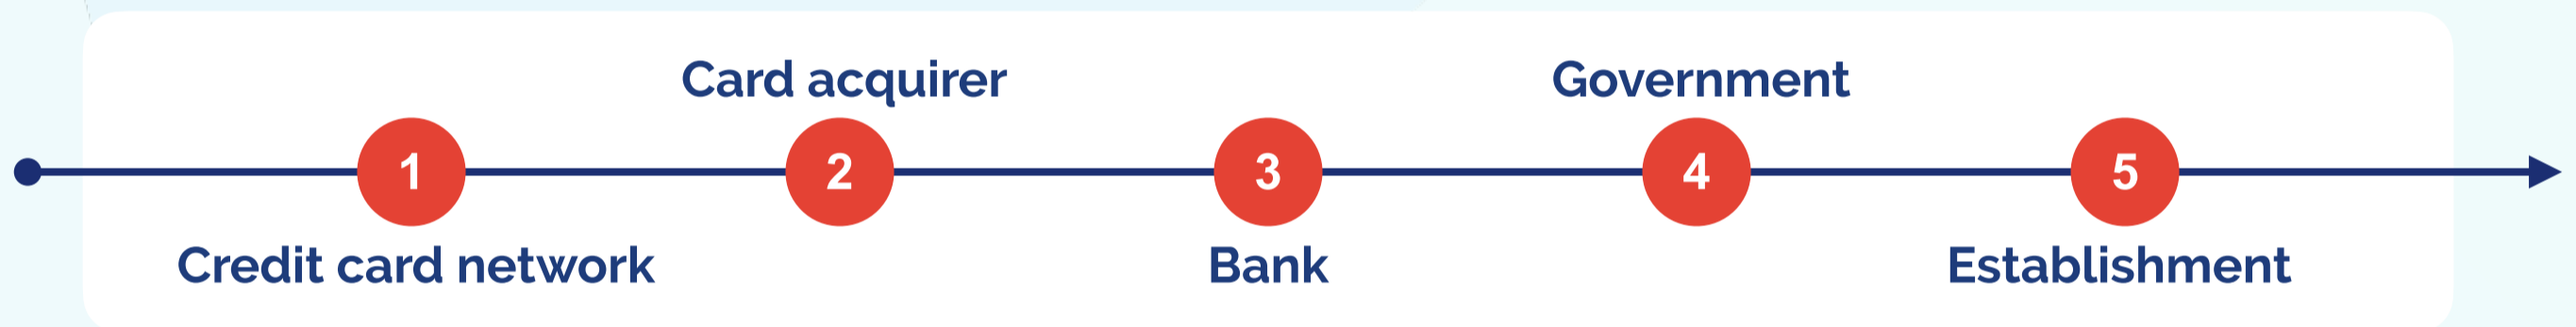 Card acquirer
Government
1
2
3
4
5
Credit card network
Bank
Establishment